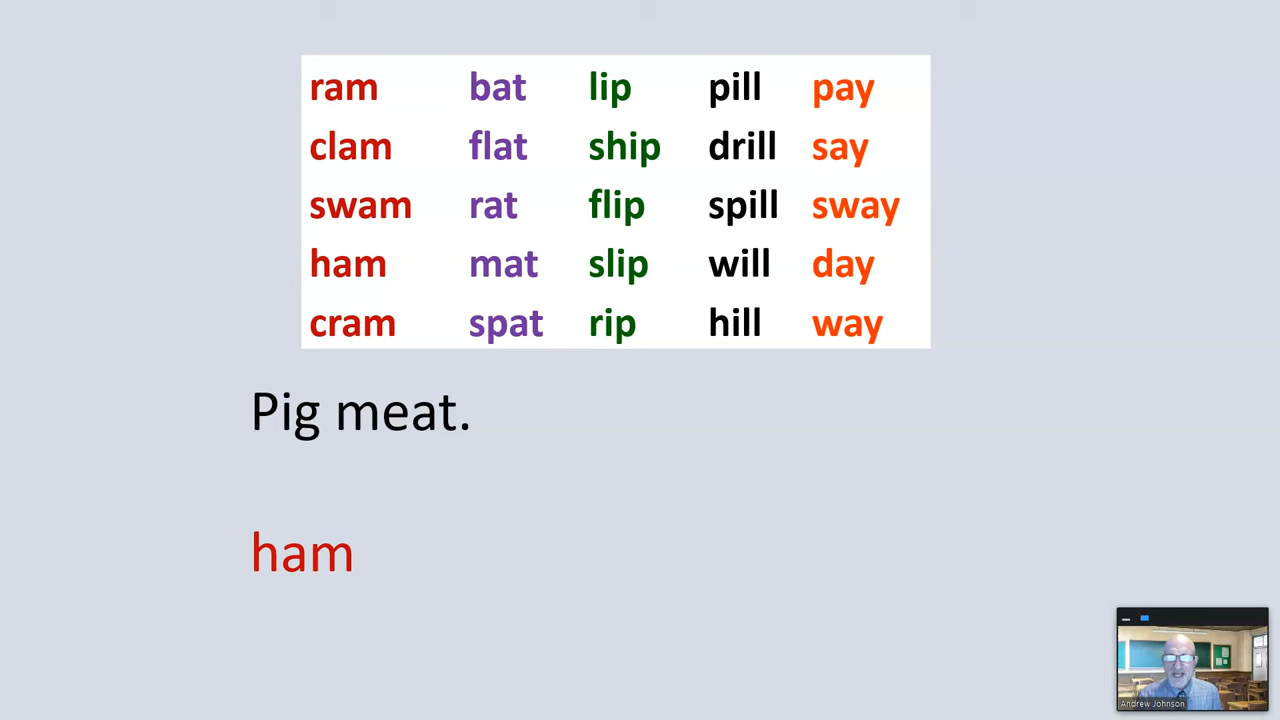 ram bat lip pill pay
clam flat ship drill say
swam rat flip spill sway
ham mat slip will day
cram spat rip hill way
Pig meat.
ham
Andrew Johnson